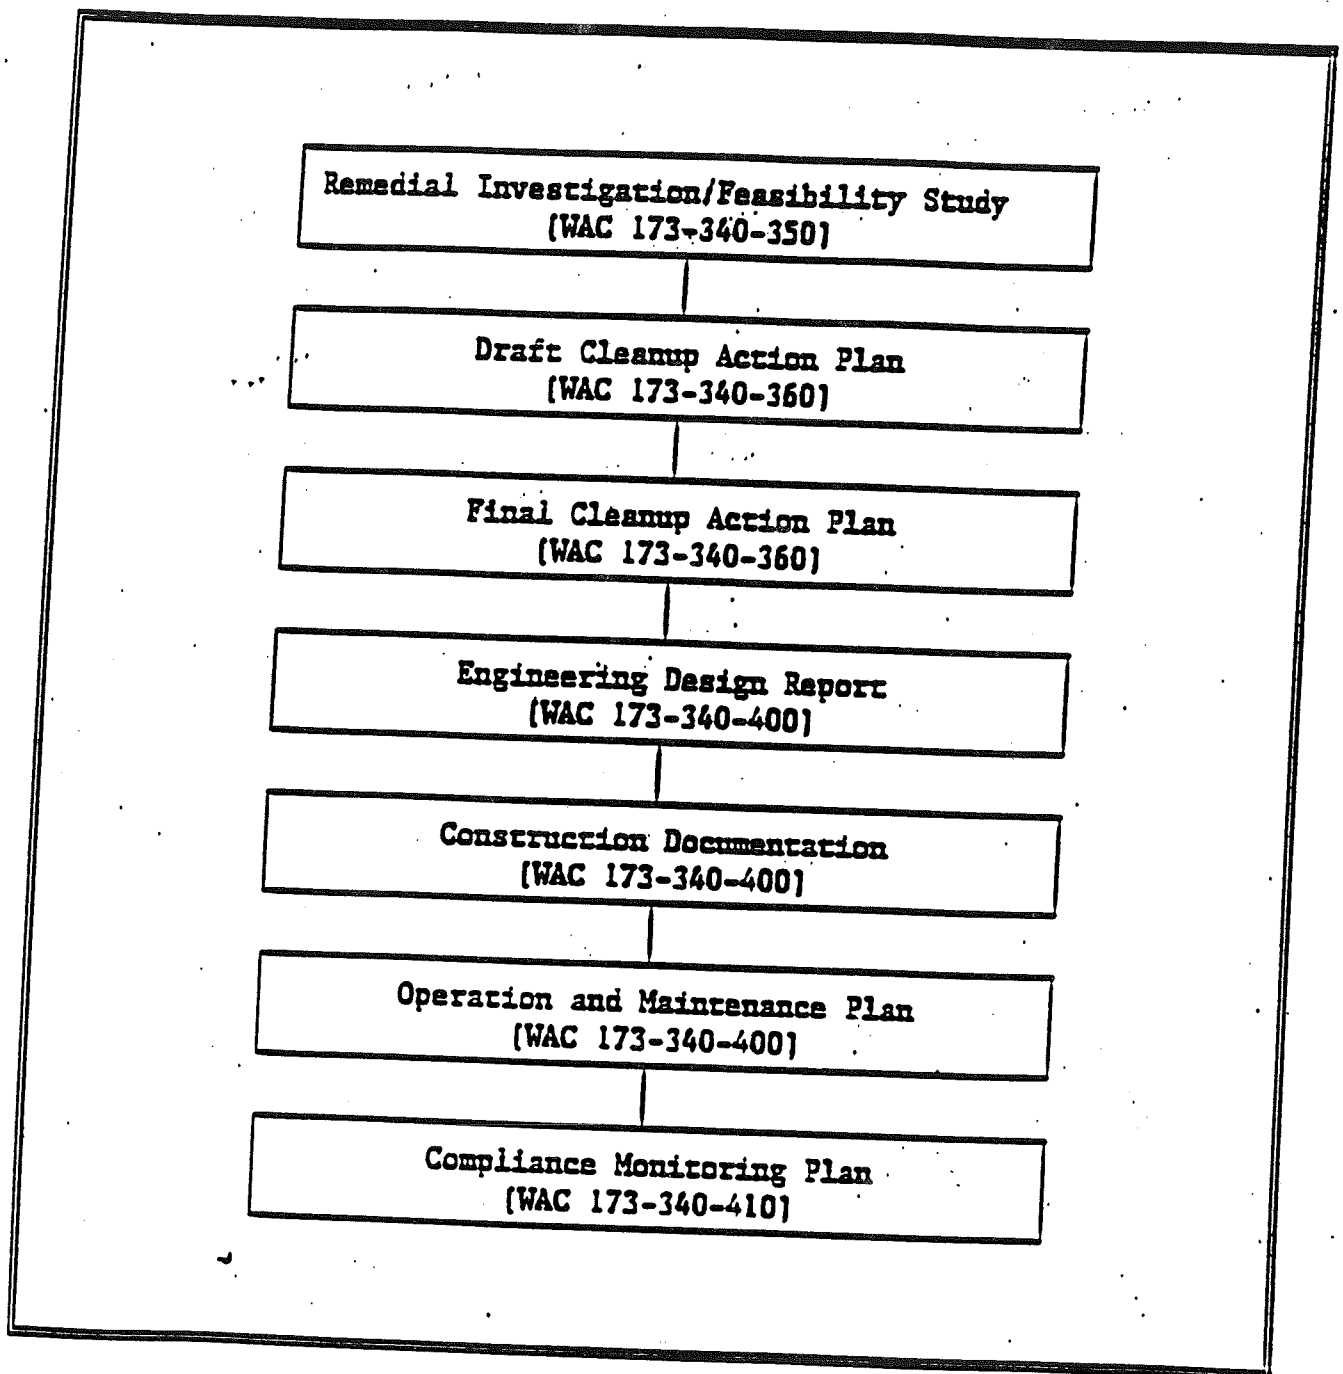 Remedial Investigation/Feasibility Study
[WAC 173-340-350]
Draft Cleanup Action Plan
[WAC 173-340-360]
Final Cleanup Action Plan
[WAC 173-340-360]
Engineering Design Report
[WAC 173-340-400]
Construction Documentation
[WAC 173-340-400]
Operation and Maintenance Plan
[WAC 173-340-400]
Compliance Monitoring Plan
[WAC 173-340-410]